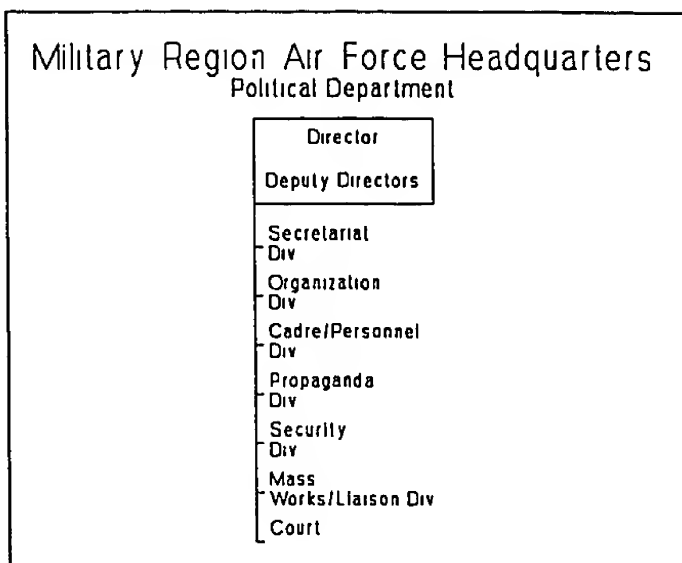 Military Region Air Force Headquarters
Political Department
Director
Deputy Directors
Secretarial
Div
Organization
Div
Cadre/Personnel
Div
Propaganda
Div
Security
Div
Mass
Works/Liaison Div
Court